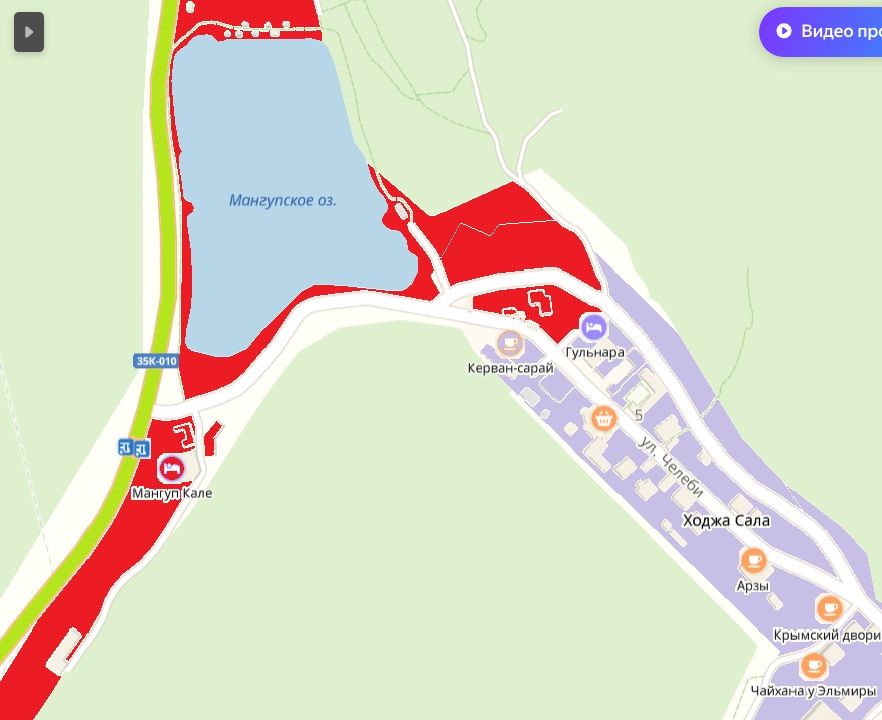 Видео про
Мангупское оз.
35К-010
Гульнара
Керван-сарай
5
ул. Челеби
Мангуп Кале
Ходжа Сала
Арзы
Крымский двори
Чайхана у Эльмиры